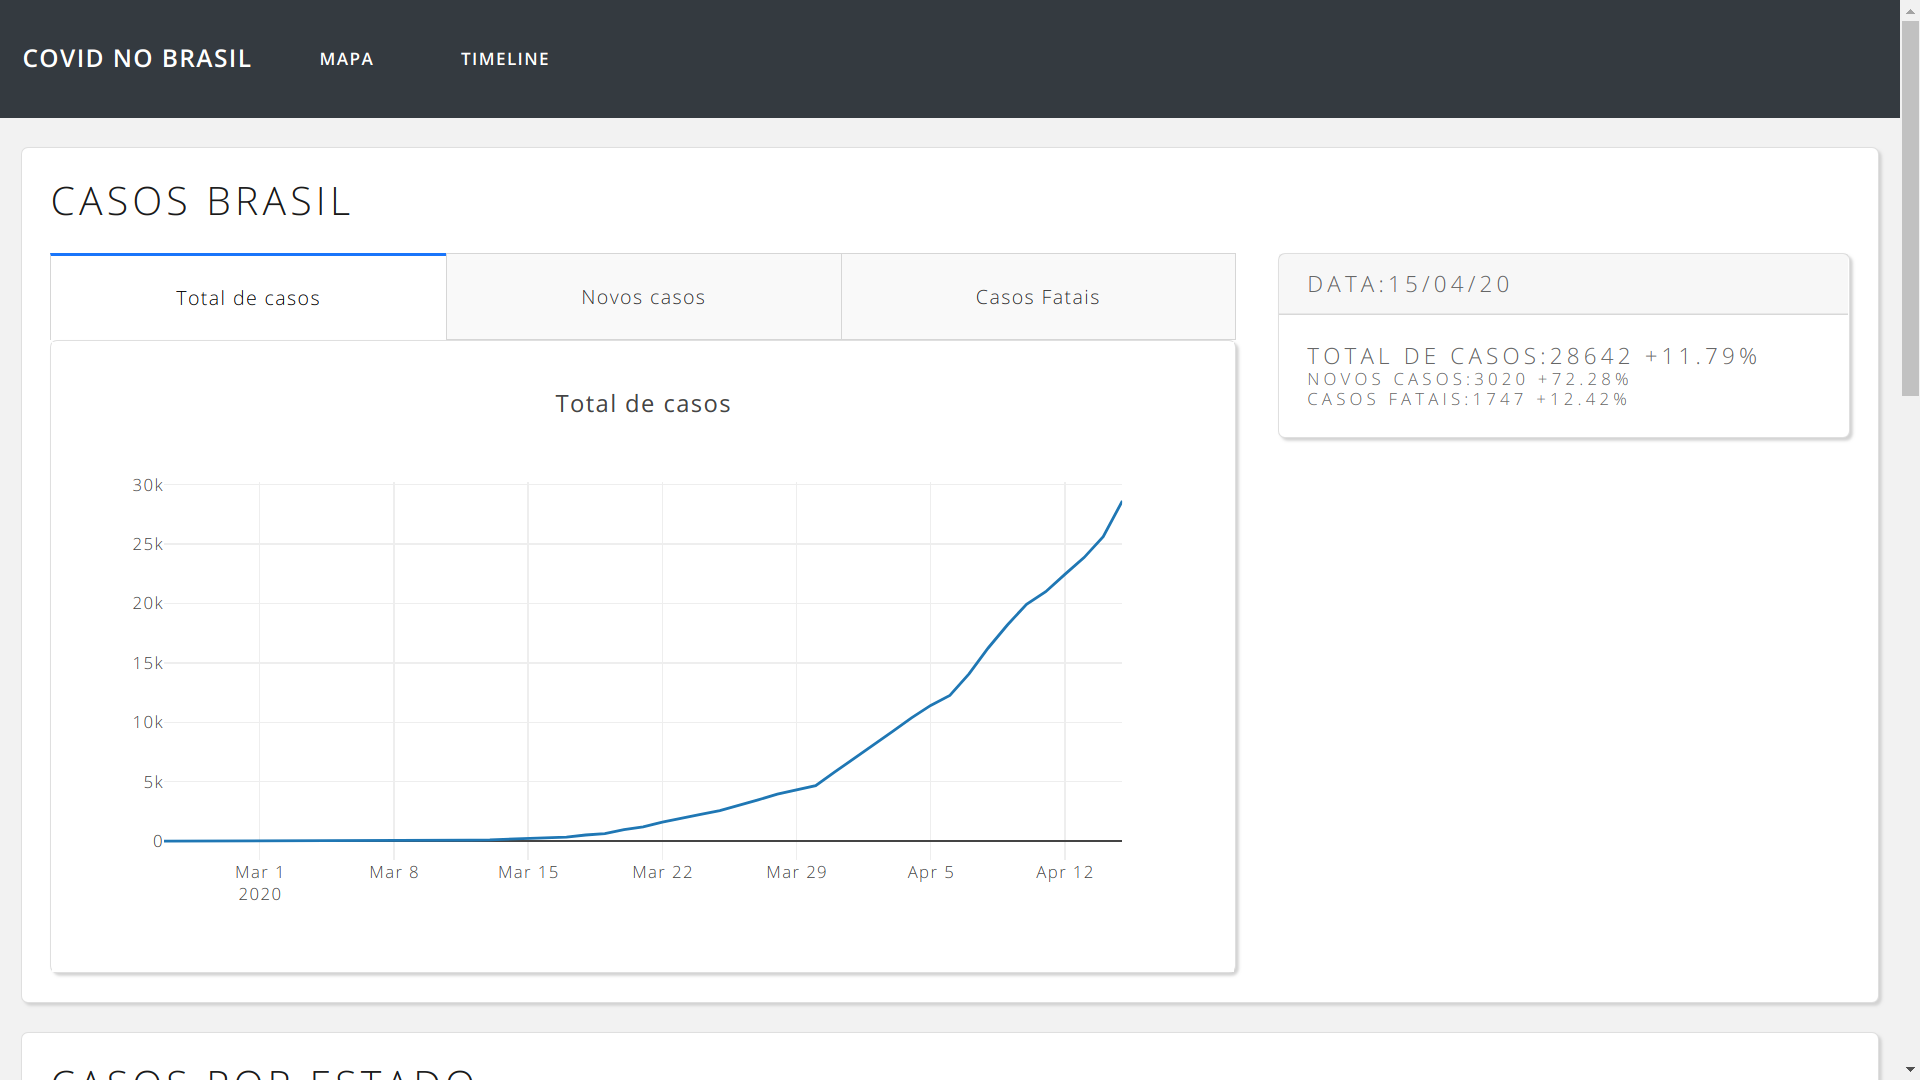 COVID NO BRASIL MAPA TIMELINE
CASOS BRASIL
Total de casos Novos casos Casos Fatais
Total de casos
30k
25k
20k
15k
10k
5k
0
Mar 1 Mar 8 Mar 15 Mar 22 Mar 29 Apr 5 Apr 12
2020
DATA:15/04/20
TOTAL DE CASOS:28642 +11.79%
NOVOS CASOS:3020 +72.28%
CASOS FATAIS:1747 +12.42%
CASOS POR ESTADO